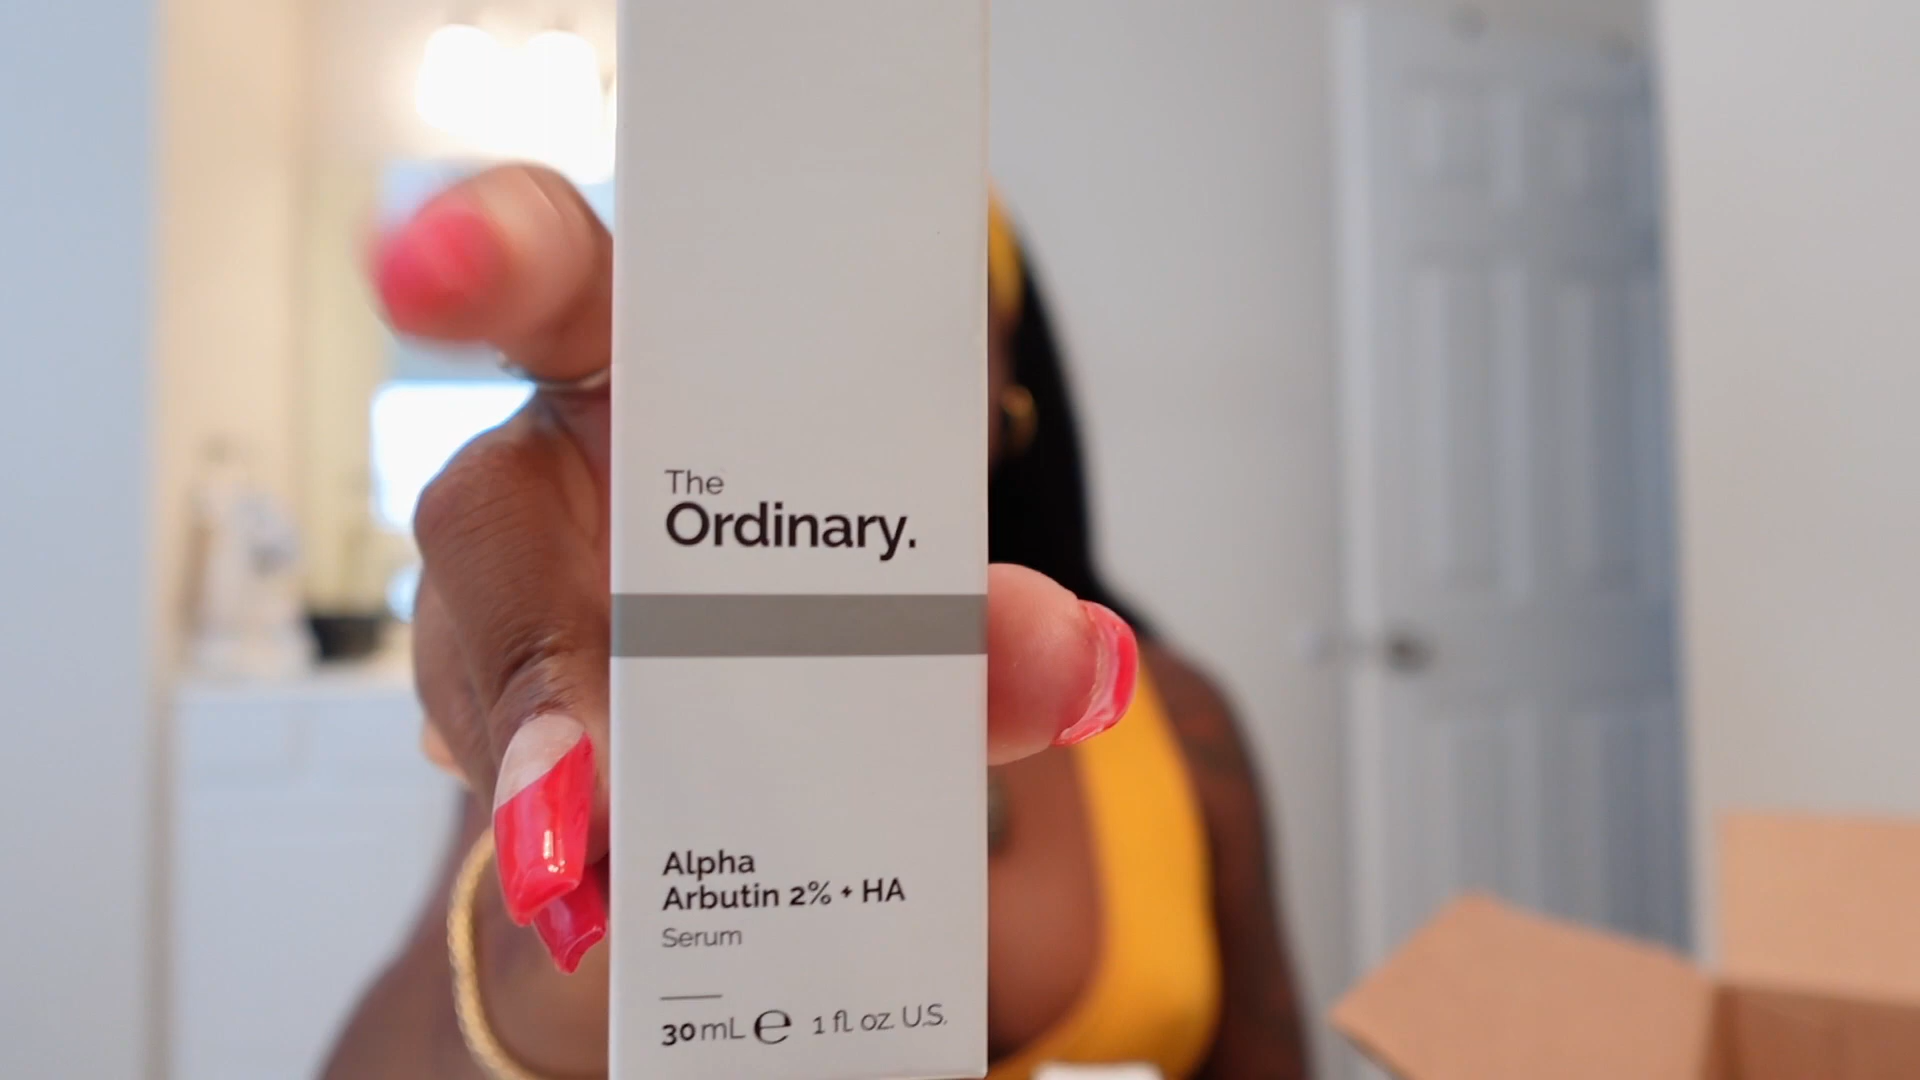 The
Ordinary.
Alpha
Arbutin 2% + HA
Serum
30 mL ℮ 1 fl. oz. U.S.